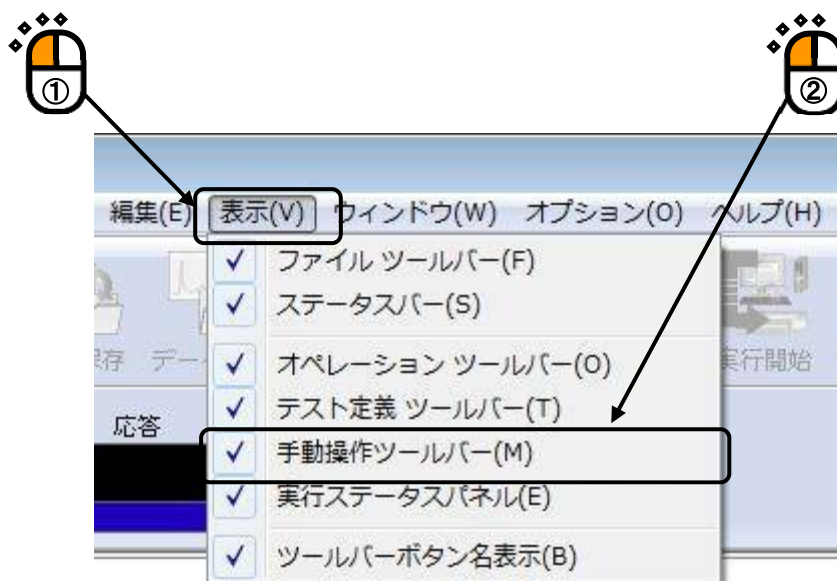 ①
②
編集(E) 表示(V) ウィンドウ(W) オプション(O) ヘルプ(H)
ファイル ツールバー(F)
ステータスバー(S)
存 デー 実行開始
オペレーション ツールバー(O)
テスト定義 ツールバー(T)
応答
手動操作ツールバー(M)
実行ステータスパネル(E)
ツールバーボタン名表示(B)